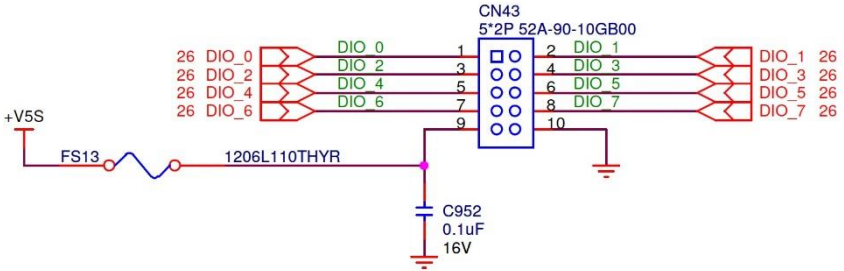 CN43
5*2P 52A-90-10GB00
26 DIO_0 DIO_0 1 2 DIO_1 DIO_1 26
26 DIO_2 DIO_2 3 4 DIO_3 DIO_3 26
26 DIO_4 DIO_4 5 6 DIO_5 DIO_5 26
26 DIO_6 DIO_6 7 8 DIO_7 DIO_7 26
9 10
+V5S
FS13 1206L110THYR
C952
0.1uF
16V